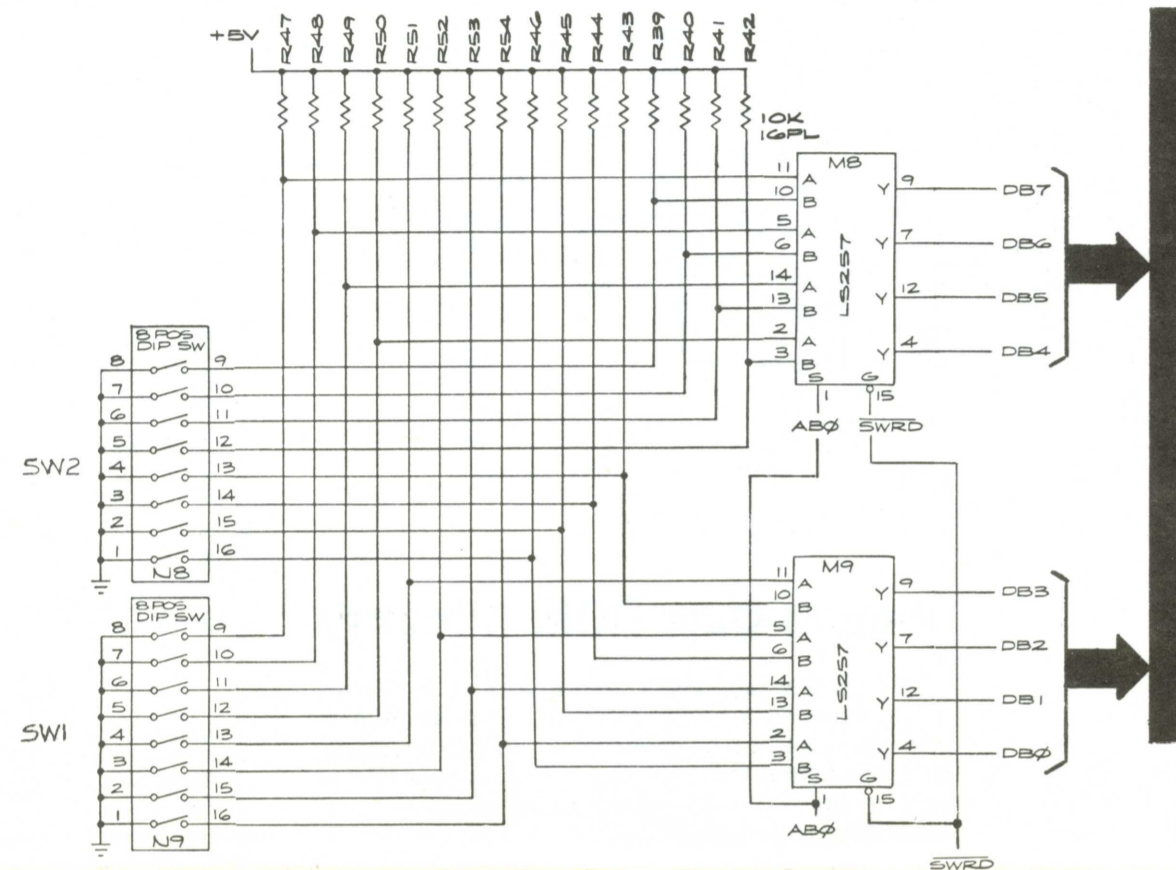 +5V
R47
R48
R49
R50
R51
R52
R53
R54
R46
R45
R44
R43
R39
R40
R41
R42
10K
16PL
M8
11 A
10 B
5 A
6 B
14 A
13 B
2 A
3 B
LS257
Y 9 DB7
Y 7 DB6
Y 12 DB5
Y 4 DB4
S 1
G 15
ABØ
SWRD
SW2
8 POS
DIP SW
8 9
7 10
6 11
5 12
4 13
3 14
2 15
1 16
N8
SW1
8 POS
DIP SW
8 9
7 10
6 11
5 12
4 13
3 14
2 15
1 16
N9
M9
11 A
10 B
5 A
6 B
14 A
13 B
2 A
3 B
LS257
Y 9 DB3
Y 7 DB2
Y 12 DB1
Y 4 DBØ
S 1
G 15
ABØ
SWRD